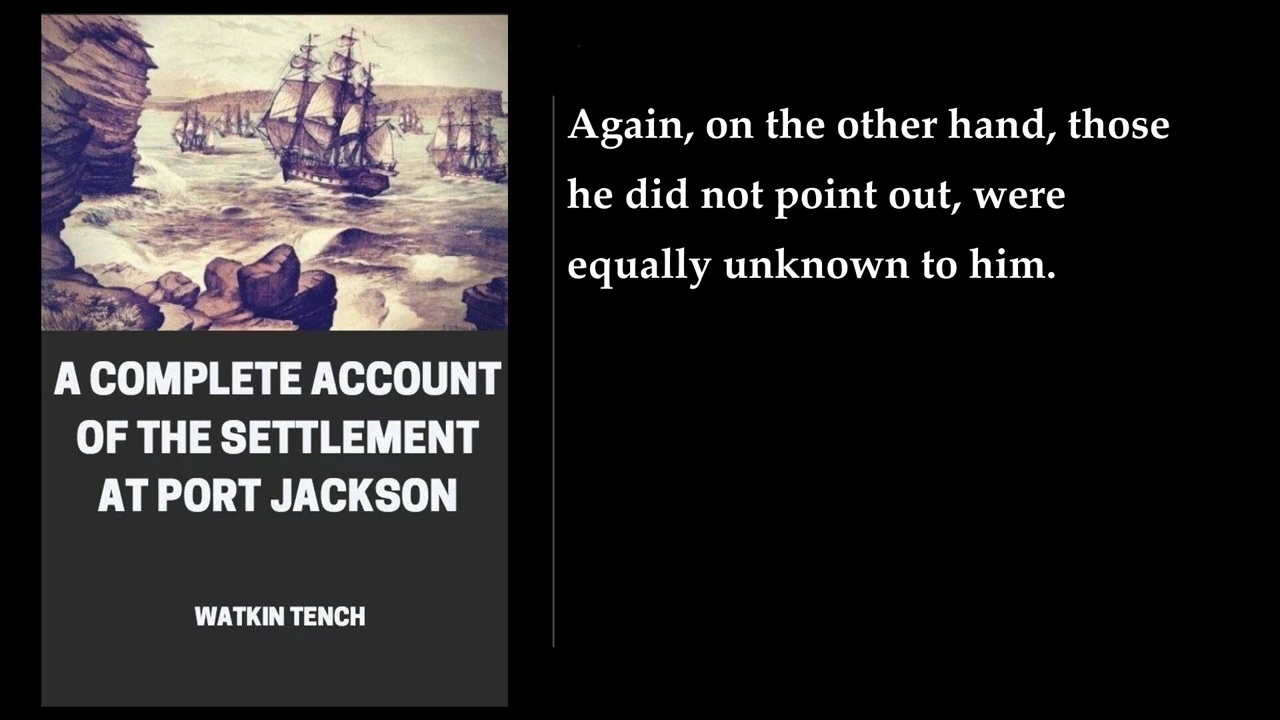 A COMPLETE ACCOUNT
OF THE SETTLEMENT
AT PORT JACKSON
WATKIN TENCH
Again, on the other hand, those
he did not point out, were
equally unknown to him.